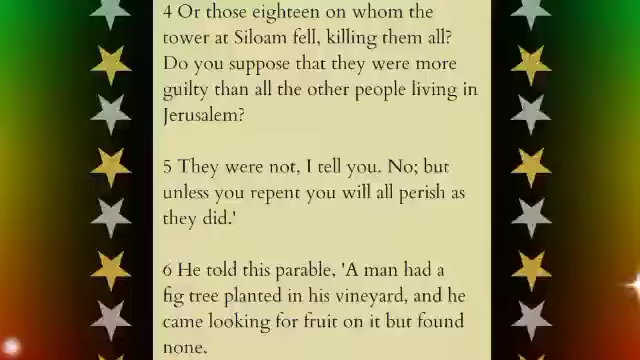 4 Or those eighteen on whom the
tower at Siloam fell, killing them all?
Do you suppose that they were more
guilty than all the other people living in
Jerusalem?
5 They were not, I tell you. No; but
unless you repent you will all perish as
they did.'
6 He told this parable, 'A man had a
fig tree planted in his vineyard, and he
came looking for fruit on it but found
none.